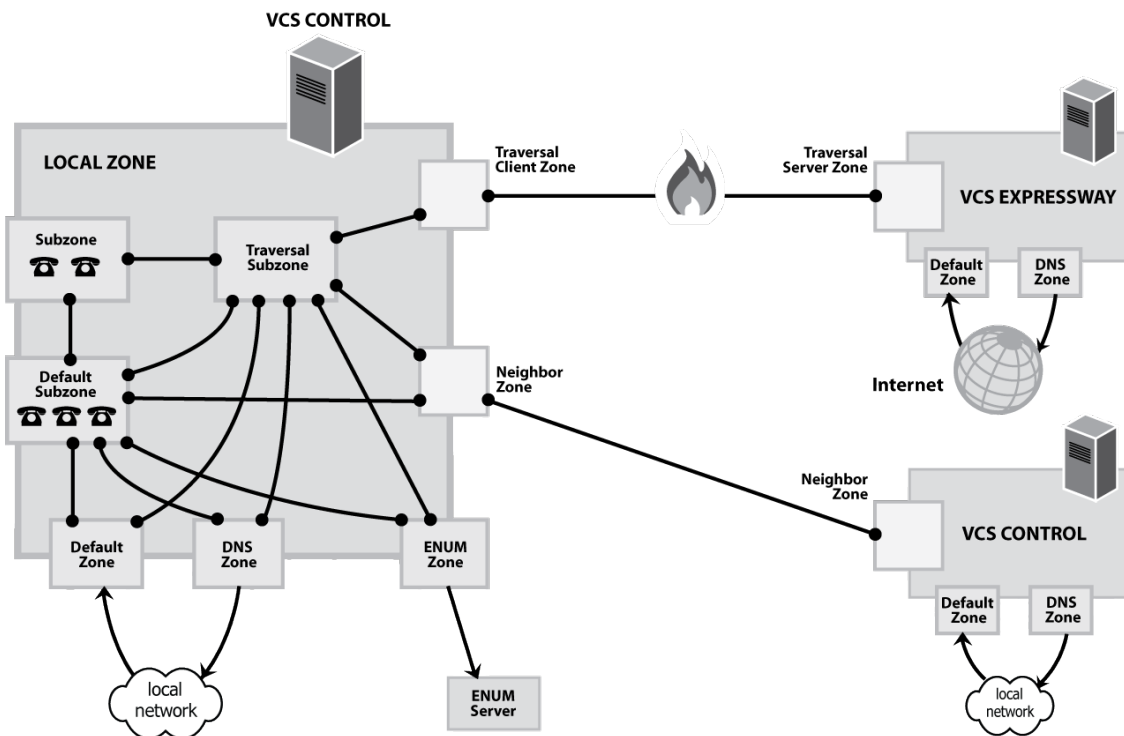 VCS CONTROL
LOCAL ZONE
Traversal
Client Zone
Traversal
Server Zone
VCS EXPRESSWAY
Subzone
Traversal
Subzone
Default
Zone
DNS
Zone
Default
Subzone
Neighbor
Zone
Internet
Neighbor
Zone
VCS CONTROL
Default
Zone
DNS
Zone
ENUM
Zone
Default
Zone
DNS
Zone
local
network
ENUM
Server
local
network